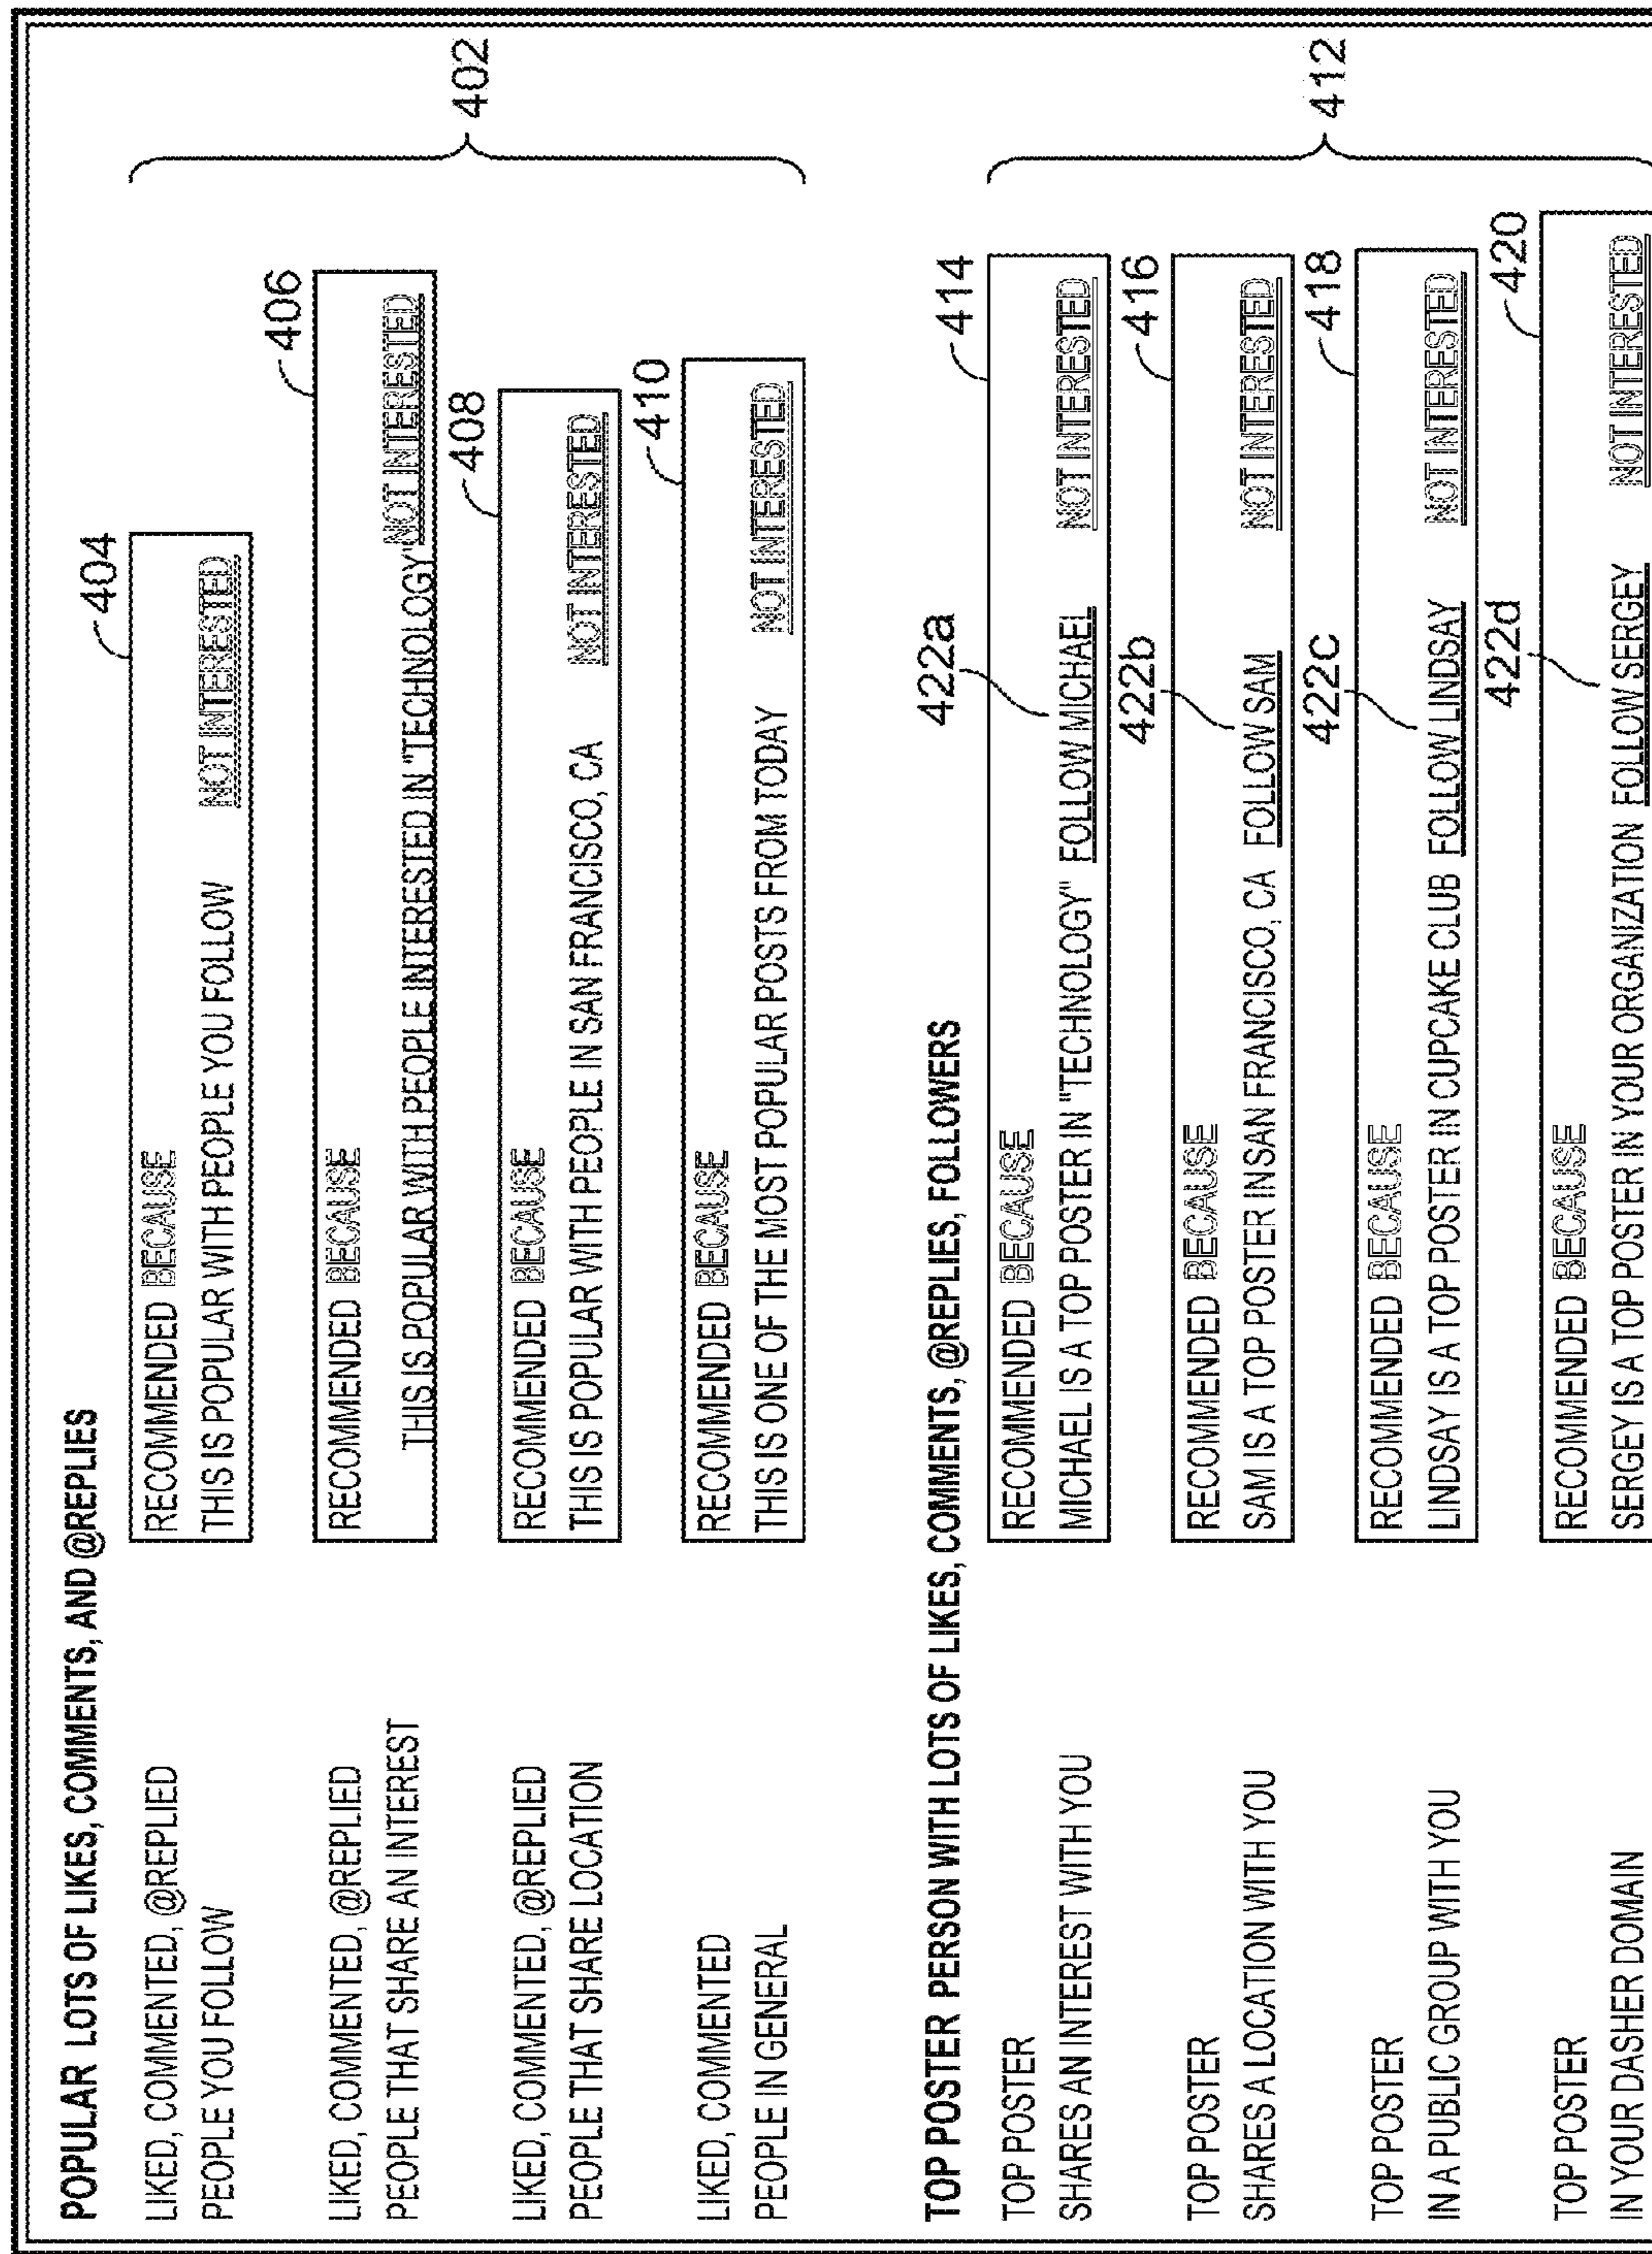 POPULAR LOTS OF LIKES, COMMENTS, AND @REPLIES
402
LIKED, COMMENTED, @REPLIED
PEOPLE YOU FOLLOW
404
RECOMMENDED BECAUSE
THIS IS POPULAR WITH PEOPLE YOU FOLLOW NOT INTERESTED
LIKED, COMMENTED, @REPLIED
PEOPLE THAT SHARE AN INTEREST
406
RECOMMENDED BECAUSE
THIS IS POPULAR WITH PEOPLE INTERESTED IN "TECHNOLOGY" NOT INTERESTED
LIKED, COMMENTED, @REPLIED
PEOPLE THAT SHARE LOCATION
408
RECOMMENDED BECAUSE
THIS IS POPULAR WITH PEOPLE IN SAN FRANCISCO, CA NOT INTERESTED
LIKED, COMMENTED
PEOPLE IN GENERAL
410
RECOMMENDED BECAUSE
THIS IS ONE OF THE MOST POPULAR POSTS FROM TODAY NOT INTERESTED
TOP POSTER PERSON WITH LOTS OF LIKES, COMMENTS, @REPLIES, FOLLOWERS
412
TOP POSTER
SHARES AN INTEREST WITH YOU
422a
414
RECOMMENDED BECAUSE
MICHAEL IS A TOP POSTER IN "TECHNOLOGY" FOLLOW MICHAEL NOT INTERESTED
TOP POSTER
SHARES A LOCATION WITH YOU
422b
416
RECOMMENDED BECAUSE
SAM IS A TOP POSTER IN SAN FRANCISCO, CA FOLLOW SAM NOT INTERESTED
TOP POSTER
IN A PUBLIC GROUP WITH YOU
422c
418
RECOMMENDED BECAUSE
LINDSAY IS A TOP POSTER IN CUPCAKE CLUB FOLLOW LINDSAY NOT INTERESTED
TOP POSTER
IN YOUR DASHER DOMAIN
422d
420
RECOMMENDED BECAUSE
SERGEY IS A TOP POSTER IN YOUR ORGANIZATION FOLLOW SERGEY NOT INTERESTED